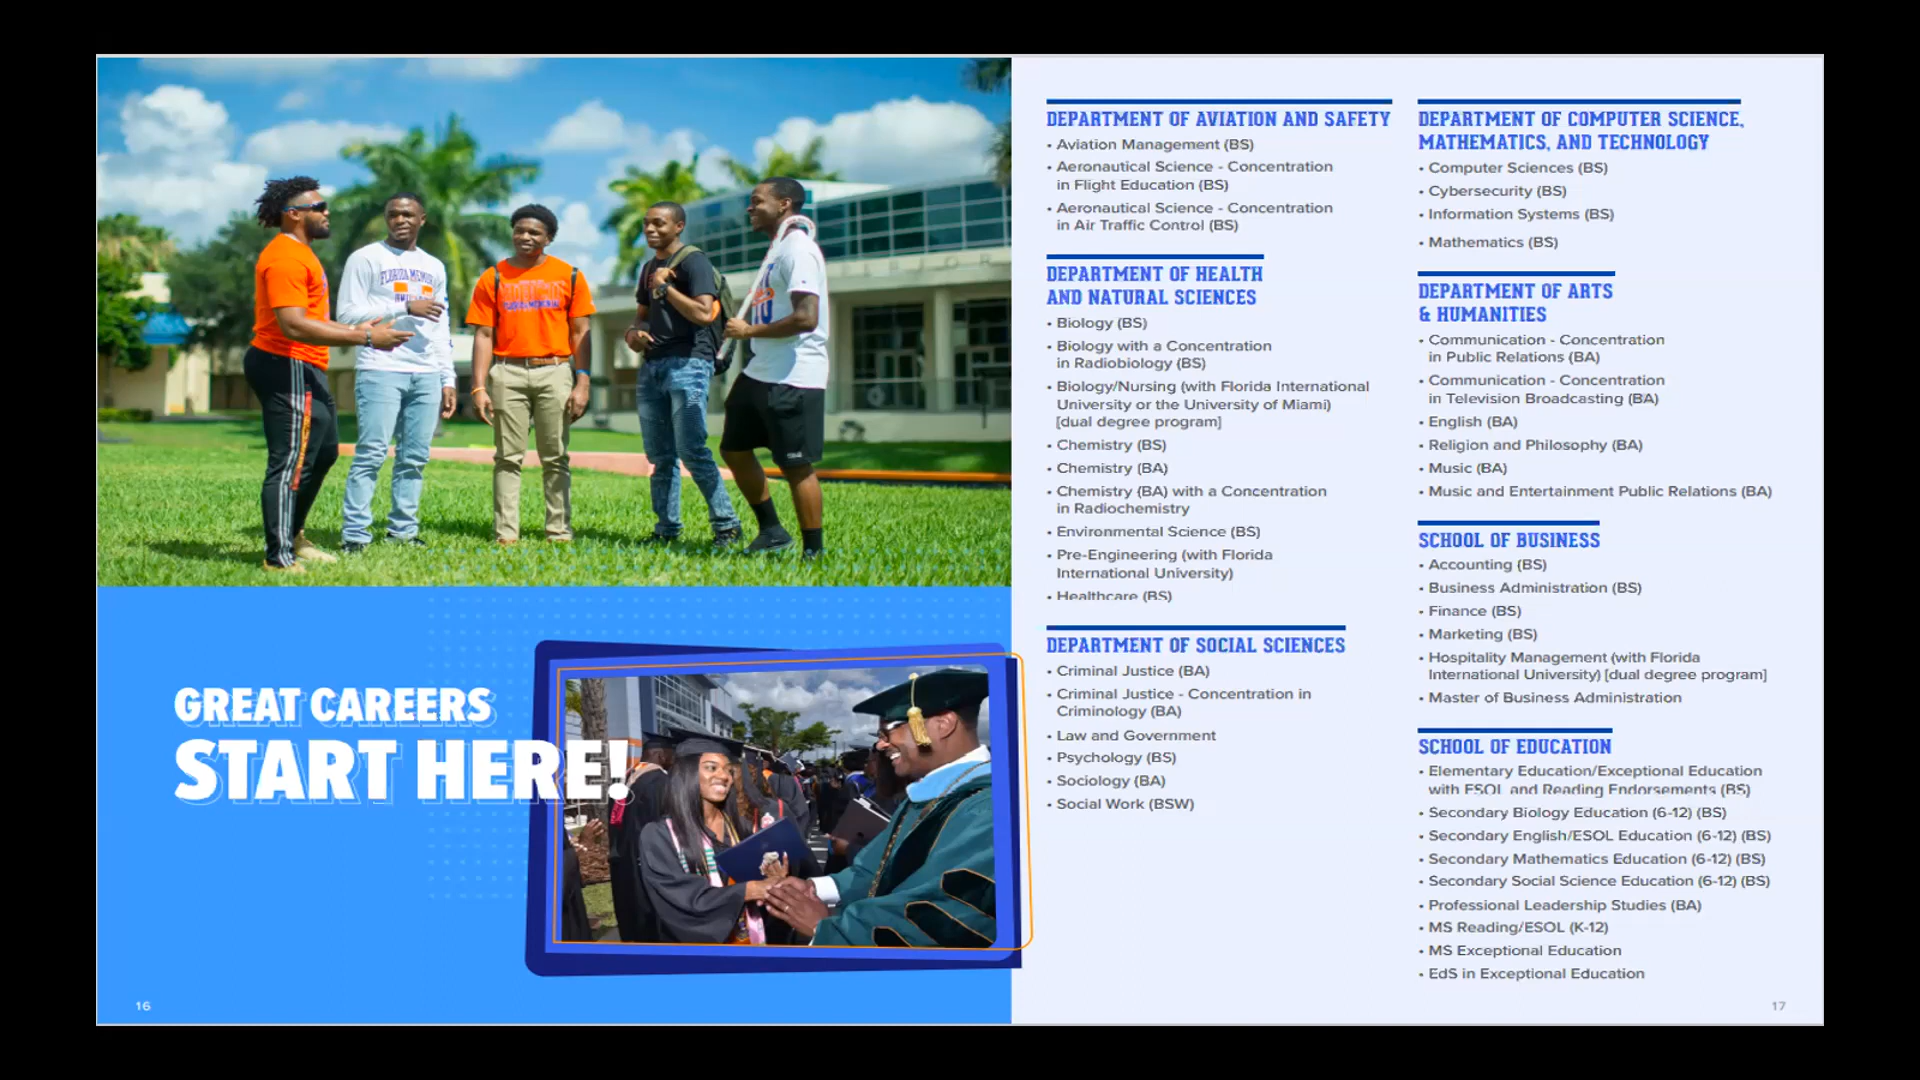 FLORIDA MEMORIAL
GREAT CAREERS
START HERE!
16
DEPARTMENT OF AVIATION AND SAFETY
• Aviation Management (BS)
• Aeronautical Science - Concentration
in Flight Education (BS)
• Aeronautical Science - Concentration
in Air Traffic Control (BS)
DEPARTMENT OF HEALTH
AND NATURAL SCIENCES
• Biology (BS)
• Biology with a Concentration
in Radiobiology (BS)
• Biology/Nursing (with Florida International
University or the University of Miami)
[dual degree program]
• Chemistry (BS)
• Chemistry (BA)
• Chemistry (BA) with a Concentration
in Radiochemistry
• Environmental Science (BS)
• Pre-Engineering (with Florida
International University)
• Healthcare (BS)
DEPARTMENT OF SOCIAL SCIENCES
• Criminal Justice (BA)
• Criminal Justice - Concentration in
Criminology (BA)
• Law and Government
• Psychology (BS)
• Sociology (BA)
• Social Work (BSW)
DEPARTMENT OF COMPUTER SCIENCE,
MATHEMATICS, AND TECHNOLOGY
• Computer Sciences (BS)
• Cybersecurity (BS)
• Information Systems (BS)
• Mathematics (BS)
DEPARTMENT OF ARTS
& HUMANITIES
• Communication - Concentration
in Public Relations (BA)
• Communication - Concentration
in Television Broadcasting (BA)
• English (BA)
• Religion and Philosophy (BA)
• Music (BA)
• Music and Entertainment Public Relations (BA)
SCHOOL OF BUSINESS
• Accounting (BS)
• Business Administration (BS)
• Finance (BS)
• Marketing (BS)
• Hospitality Management (with Florida
International University) [dual degree program]
• Master of Business Administration
SCHOOL OF EDUCATION
• Elementary Education/Exceptional Education
with ESOL and Reading Endorsements (BS)
• Secondary Biology Education (6-12) (BS)
• Secondary English/ESOL Education (6-12) (BS)
• Secondary Mathematics Education (6-12) (BS)
• Secondary Social Science Education (6-12) (BS)
• Professional Leadership Studies (BA)
• MS Reading/ESOL (K-12)
• MS Exceptional Education
• EdS in Exceptional Education
17